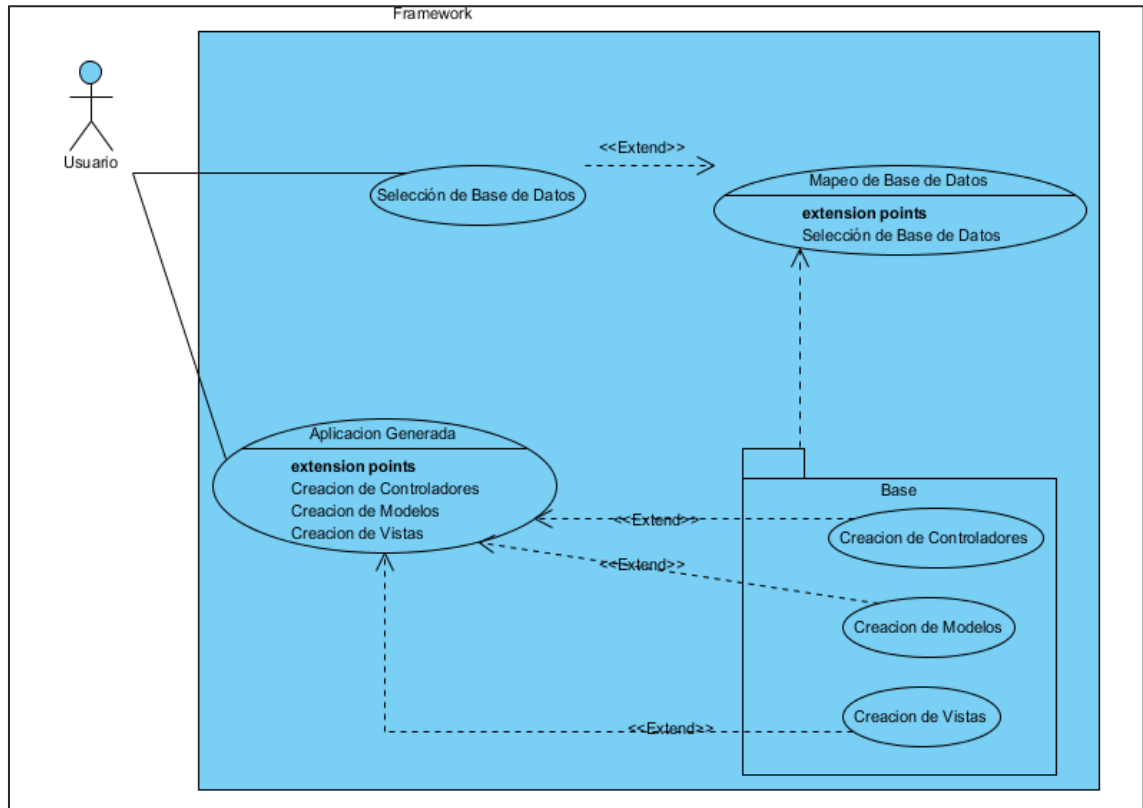 Framework
Usuario
<<Extend>>
Selección de Base de Datos
Mapeo de Base de Datos
extension points
Selección de Base de Datos
Aplicacion Generada
extension points
Creacion de Controladores
Creacion de Modelos
Creacion de Vistas
Base
<<Extend>>
Creacion de Controladores
<<Extend>>
Creacion de Modelos
<<Extend>>
Creacion de Vistas